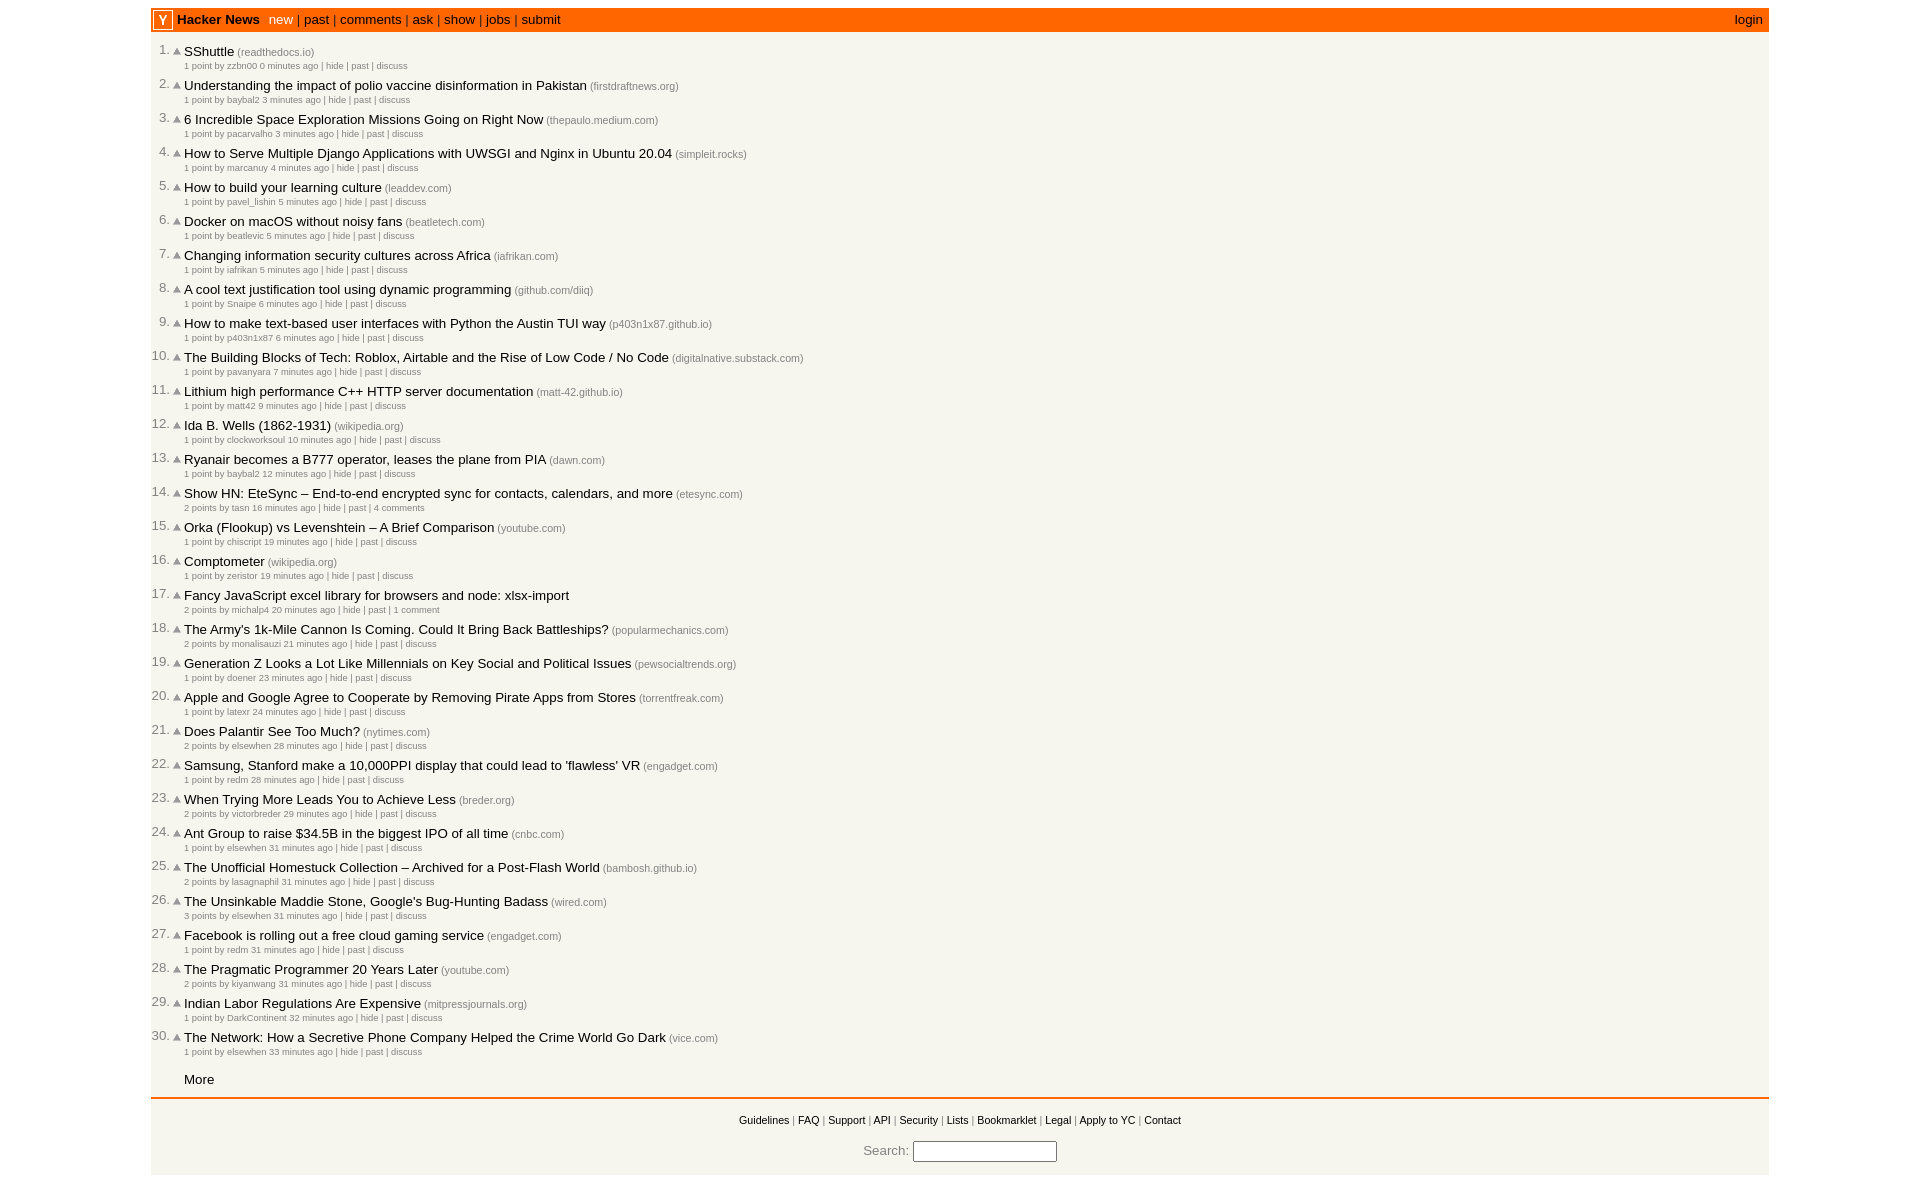 Y Hacker News new | past | comments | ask | show | jobs | submit login
1. SShuttle (readthedocs.io)
1 point by zzbn00 0 minutes ago | hide | past | discuss
2. Understanding the impact of polio vaccine disinformation in Pakistan (firstdraftnews.org)
1 point by baybal2 3 minutes ago | hide | past | discuss
3. 6 Incredible Space Exploration Missions Going on Right Now (thepaulo.medium.com)
1 point by pacarvalho 3 minutes ago | hide | past | discuss
4. How to Serve Multiple Django Applications with UWSGI and Nginx in Ubuntu 20.04 (simpleit.rocks)
1 point by marcanuy 4 minutes ago | hide | past | discuss
5. How to build your learning culture (leaddev.com)
1 point by pavel_lishin 5 minutes ago | hide | past | discuss
6. Docker on macOS without noisy fans (beatletech.com)
1 point by beatlevic 5 minutes ago | hide | past | discuss
7. Changing information security cultures across Africa (iafrikan.com)
1 point by iafrikan 5 minutes ago | hide | past | discuss
8. A cool text justification tool using dynamic programming (github.com/diiq)
1 point by Snaipe 6 minutes ago | hide | past | discuss
9. How to make text-based user interfaces with Python the Austin TUI way (p403n1x87.github.io)
1 point by p403n1x87 6 minutes ago | hide | past | discuss
10. The Building Blocks of Tech: Roblox, Airtable and the Rise of Low Code / No Code (digitalnative.substack.com)
1 point by pavanyara 7 minutes ago | hide | past | discuss
11. Lithium high performance C++ HTTP server documentation (matt-42.github.io)
1 point by matt42 9 minutes ago | hide | past | discuss
12. Ida B. Wells (1862-1931) (wikipedia.org)
1 point by clockworksoul 10 minutes ago | hide | past | discuss
13. Ryanair becomes a B777 operator, leases the plane from PIA (dawn.com)
1 point by baybal2 12 minutes ago | hide | past | discuss
14. Show HN: EteSync – End-to-end encrypted sync for contacts, calendars, and more (etesync.com)
2 points by tasn 16 minutes ago | hide | past | 4 comments
15. Orka (Flookup) vs Levenshtein – A Brief Comparison (youtube.com)
1 point by chiscript 19 minutes ago | hide | past | discuss
16. Comptometer (wikipedia.org)
1 point by zeristor 19 minutes ago | hide | past | discuss
17. Fancy JavaScript excel library for browsers and node: xlsx-import
2 points by michalp4 20 minutes ago | hide | past | 1 comment
18. The Army's 1k-Mile Cannon Is Coming. Could It Bring Back Battleships? (popularmechanics.com)
2 points by monalisauzi 21 minutes ago | hide | past | discuss
19. Generation Z Looks a Lot Like Millennials on Key Social and Political Issues (pewsocialtrends.org)
1 point by doener 23 minutes ago | hide | past | discuss
20. Apple and Google Agree to Cooperate by Removing Pirate Apps from Stores (torrentfreak.com)
1 point by latexr 24 minutes ago | hide | past | discuss
21. Does Palantir See Too Much? (nytimes.com)
2 points by elsewhen 28 minutes ago | hide | past | discuss
22. Samsung, Stanford make a 10,000PPI display that could lead to 'flawless' VR (engadget.com)
1 point by redm 28 minutes ago | hide | past | discuss
23. When Trying More Leads You to Achieve Less (breder.org)
2 points by victorbreder 29 minutes ago | hide | past | discuss
24. Ant Group to raise $34.5B in the biggest IPO of all time (cnbc.com)
1 point by elsewhen 31 minutes ago | hide | past | discuss
25. The Unofficial Homestuck Collection – Archived for a Post-Flash World (bambosh.github.io)
2 points by lasagnaphil 31 minutes ago | hide | past | discuss
26. The Unsinkable Maddie Stone, Google's Bug-Hunting Badass (wired.com)
3 points by elsewhen 31 minutes ago | hide | past | discuss
27. Facebook is rolling out a free cloud gaming service (engadget.com)
1 point by redm 31 minutes ago | hide | past | discuss
28. The Pragmatic Programmer 20 Years Later (youtube.com)
2 points by kiyanwang 31 minutes ago | hide | past | discuss
29. Indian Labor Regulations Are Expensive (mitpressjournals.org)
1 point by DarkContinent 32 minutes ago | hide | past | discuss
30. The Network: How a Secretive Phone Company Helped the Crime World Go Dark (vice.com)
1 point by elsewhen 33 minutes ago | hide | past | discuss
More
Guidelines | FAQ | Support | API | Security | Lists | Bookmarklet | Legal | Apply to YC | Contact
Search: